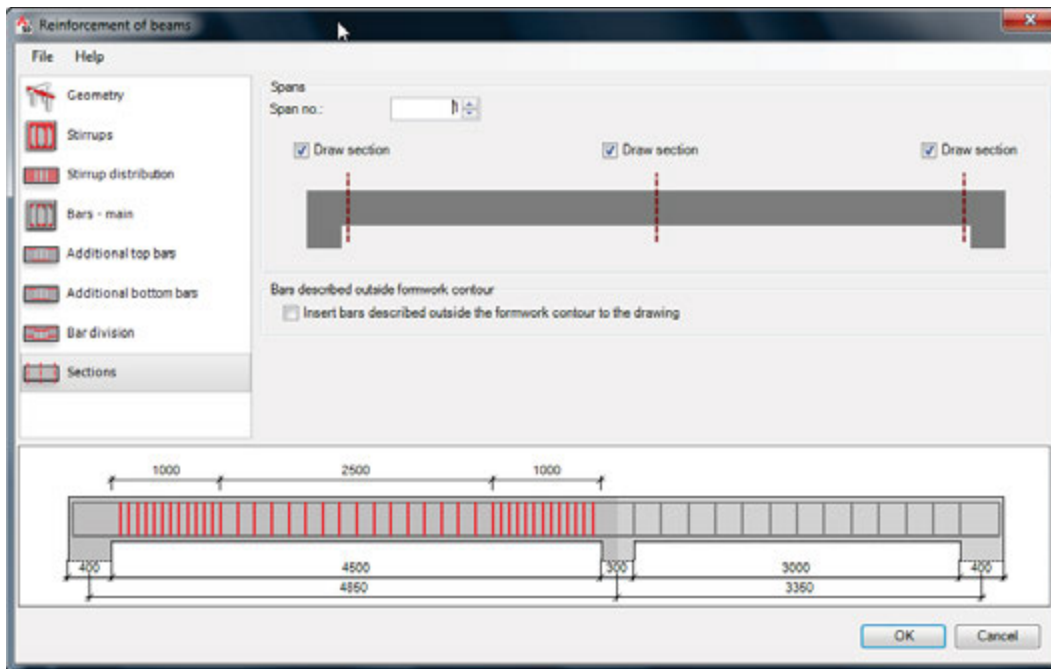 Reinforcement of beams
File Help
Geometry
Stirrups
Stirrup distribution
Bars - main
Additional top bars
Additional bottom bars
Bar division
Sections
Spans
Span no.: 1
Draw section Draw section Draw section
Bars described outside formwork contour
Insert bars described outside the formwork contour to the drawing
1000 2500 1000
400 4500 300 3000 400
4850 3350
OK Cancel